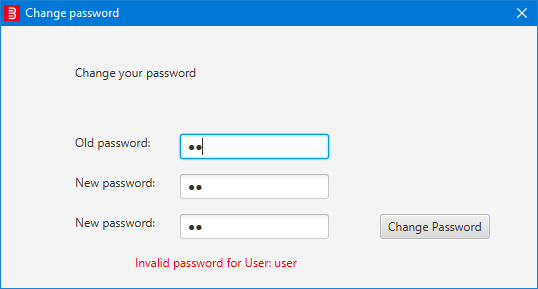 Change password
Change your password
Old password: ●●
New password: ●●
New password: ●●
Change Password
Invalid password for User: user